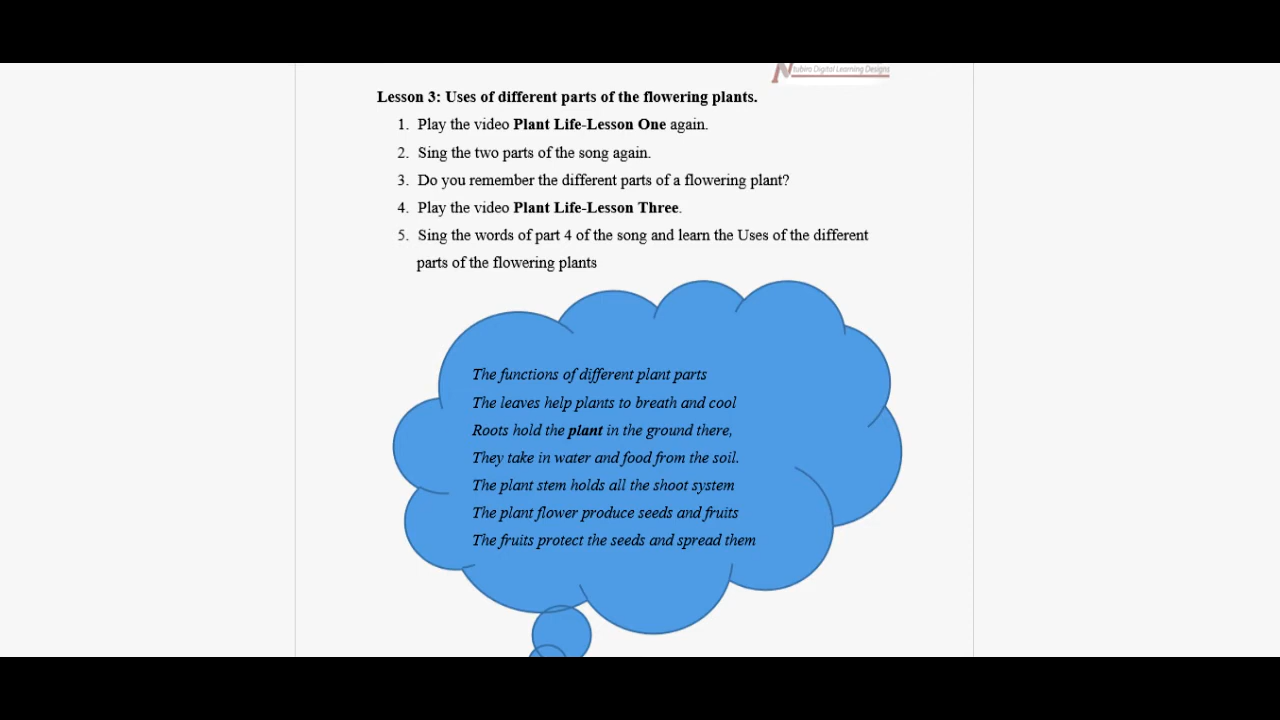 Ntubiro Digital Learning Designs
Lesson 3: Uses of different parts of the flowering plants.
1. Play the video Plant Life-Lesson One again.
2. Sing the two parts of the song again.
3. Do you remember the different parts of a flowering plant?
4. Play the video Plant Life-Lesson Three.
5. Sing the words of part 4 of the song and learn the Uses of the different
parts of the flowering plants
The functions of different plant parts
The leaves help plants to breath and cool
Roots hold the plant in the ground there,
They take in water and food from the soil.
The plant stem holds all the shoot system
The plant flower produce seeds and fruits
The fruits protect the seeds and spread them